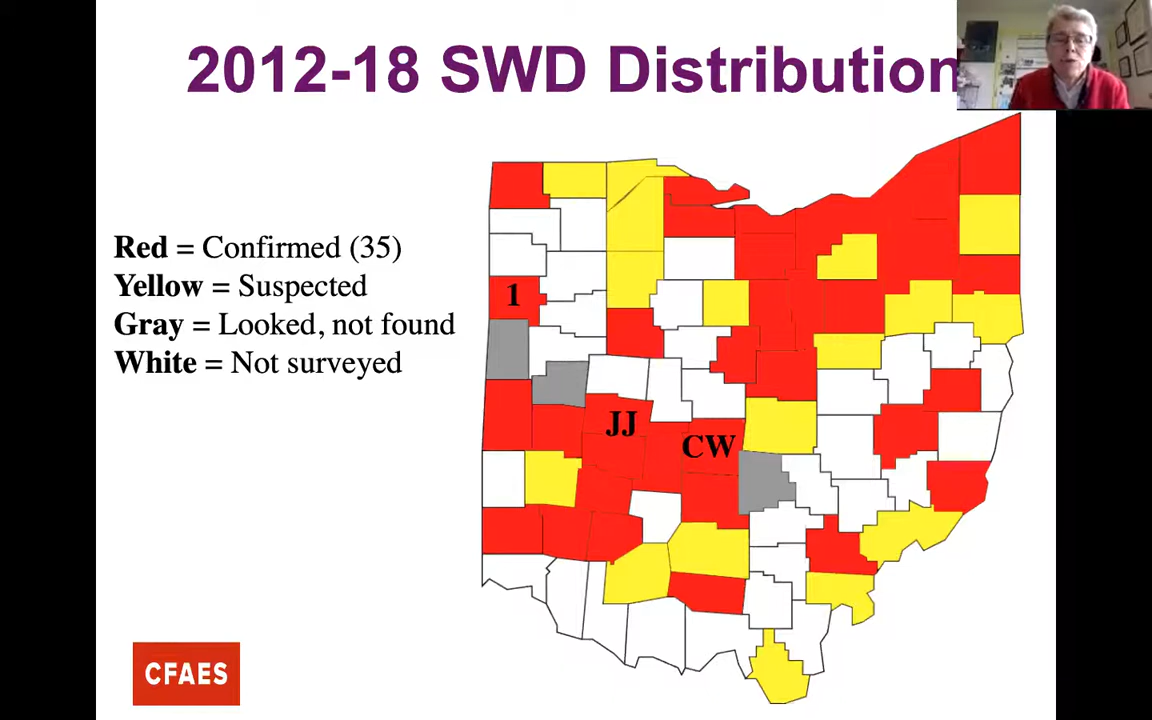 2012-18 SWD Distribution
Red = Confirmed (35)
Yellow = Suspected
Gray = Looked, not found
White = Not surveyed
1
JJ
CW
CFAES